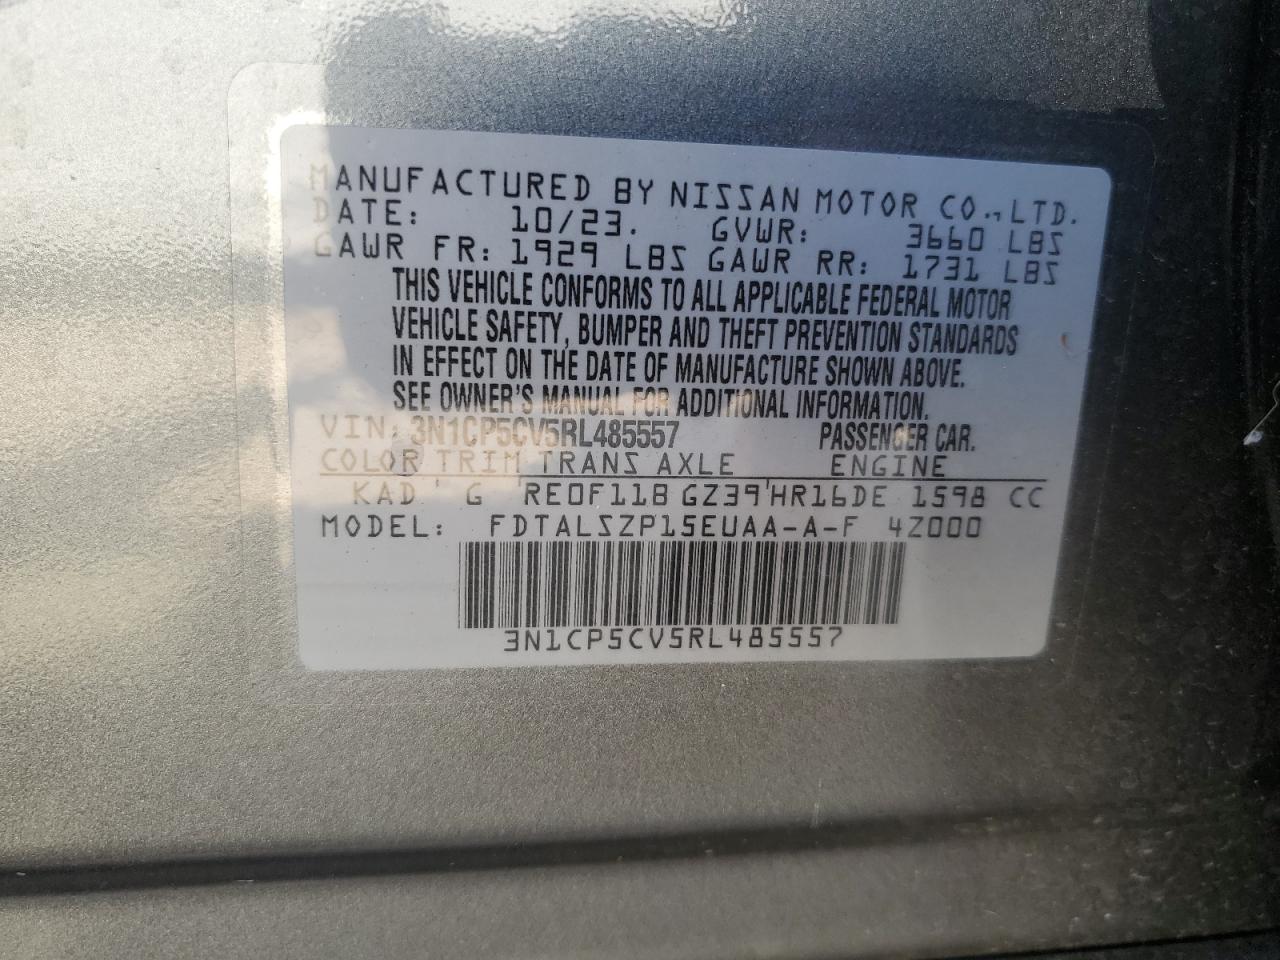 MANUFACTURED BY NISSAN MOTOR CO., LTD.
DATE: 10/23. GVWR: 3660 LBS
GAWR FR: 1929 LBS GAWR RR: 1731 LBS
THIS VEHICLE CONFORMS TO ALL APPLICABLE FEDERAL MOTOR
VEHICLE SAFETY, BUMPER AND THEFT PREVENTION STANDARDS
IN EFFECT ON THE DATE OF MANUFACTURE SHOWN ABOVE.
SEE OWNER'S MANUAL FOR ADDITIONAL INFORMATION.
VIN: 3N1CP5CV5RL485557 PASSENGER CAR.
COLOR TRIM TRANS AXLE ENGINE
KAD G RE0F11B GZ39 HR16DE 1598 CC
MODEL: FDTALSZP15EUAA-A-F 4Z000
3N1CP5CV5RL485557